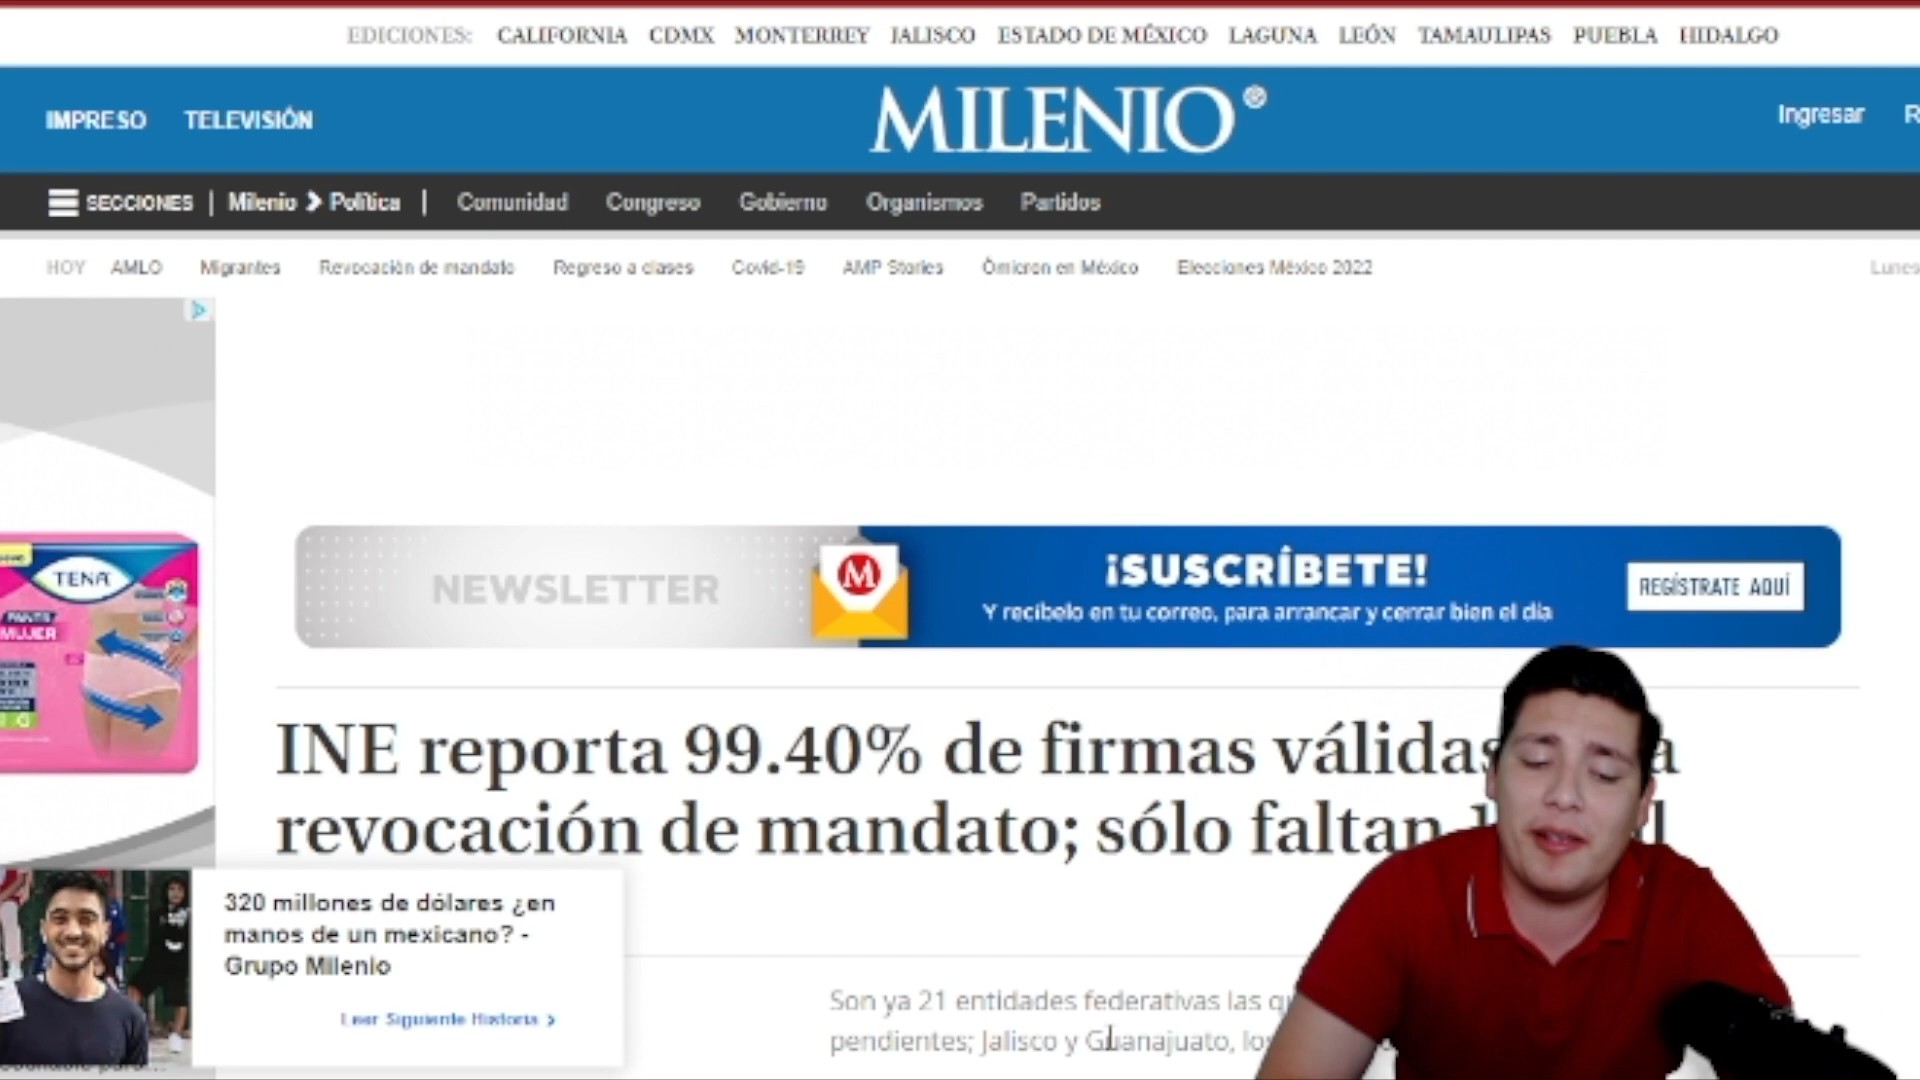 EDICIONES: CALIFORNIA CDMX MONTERREY JALISCO ESTADO DE MÉXICO LAGUNA LEÓN TAMAULIPAS PUEBLA HIDALGO
IMPRESO TELEVISIÓN MILENIO® Ingresar R
SECCIONES | Milenio > Política | Comunidad Congreso Gobierno Organismos Partidos
HOY AMLO Migrantes Revocación de mandato Regreso a clases Covid-19 AMP Stories Ómicron en México Elecciones México 2022 Lunes
NEWSLETTER
M
¡SUSCRÍBETE!
Y recíbelo en tu correo, para arrancar y cerrar bien el día
REGÍSTRATE AQUÍ
TENA
PANTS
MUJER
G
INE reporta 99.40% de firmas válidas a
revocación de mandato; sólo faltan
320 millones de dólares ¿en
manos de un mexicano? -
Grupo Milenio
Leer Siguiente Historia >
Son ya 21 entidades federativas las
pendientes; Jalisco y Guanajuato,